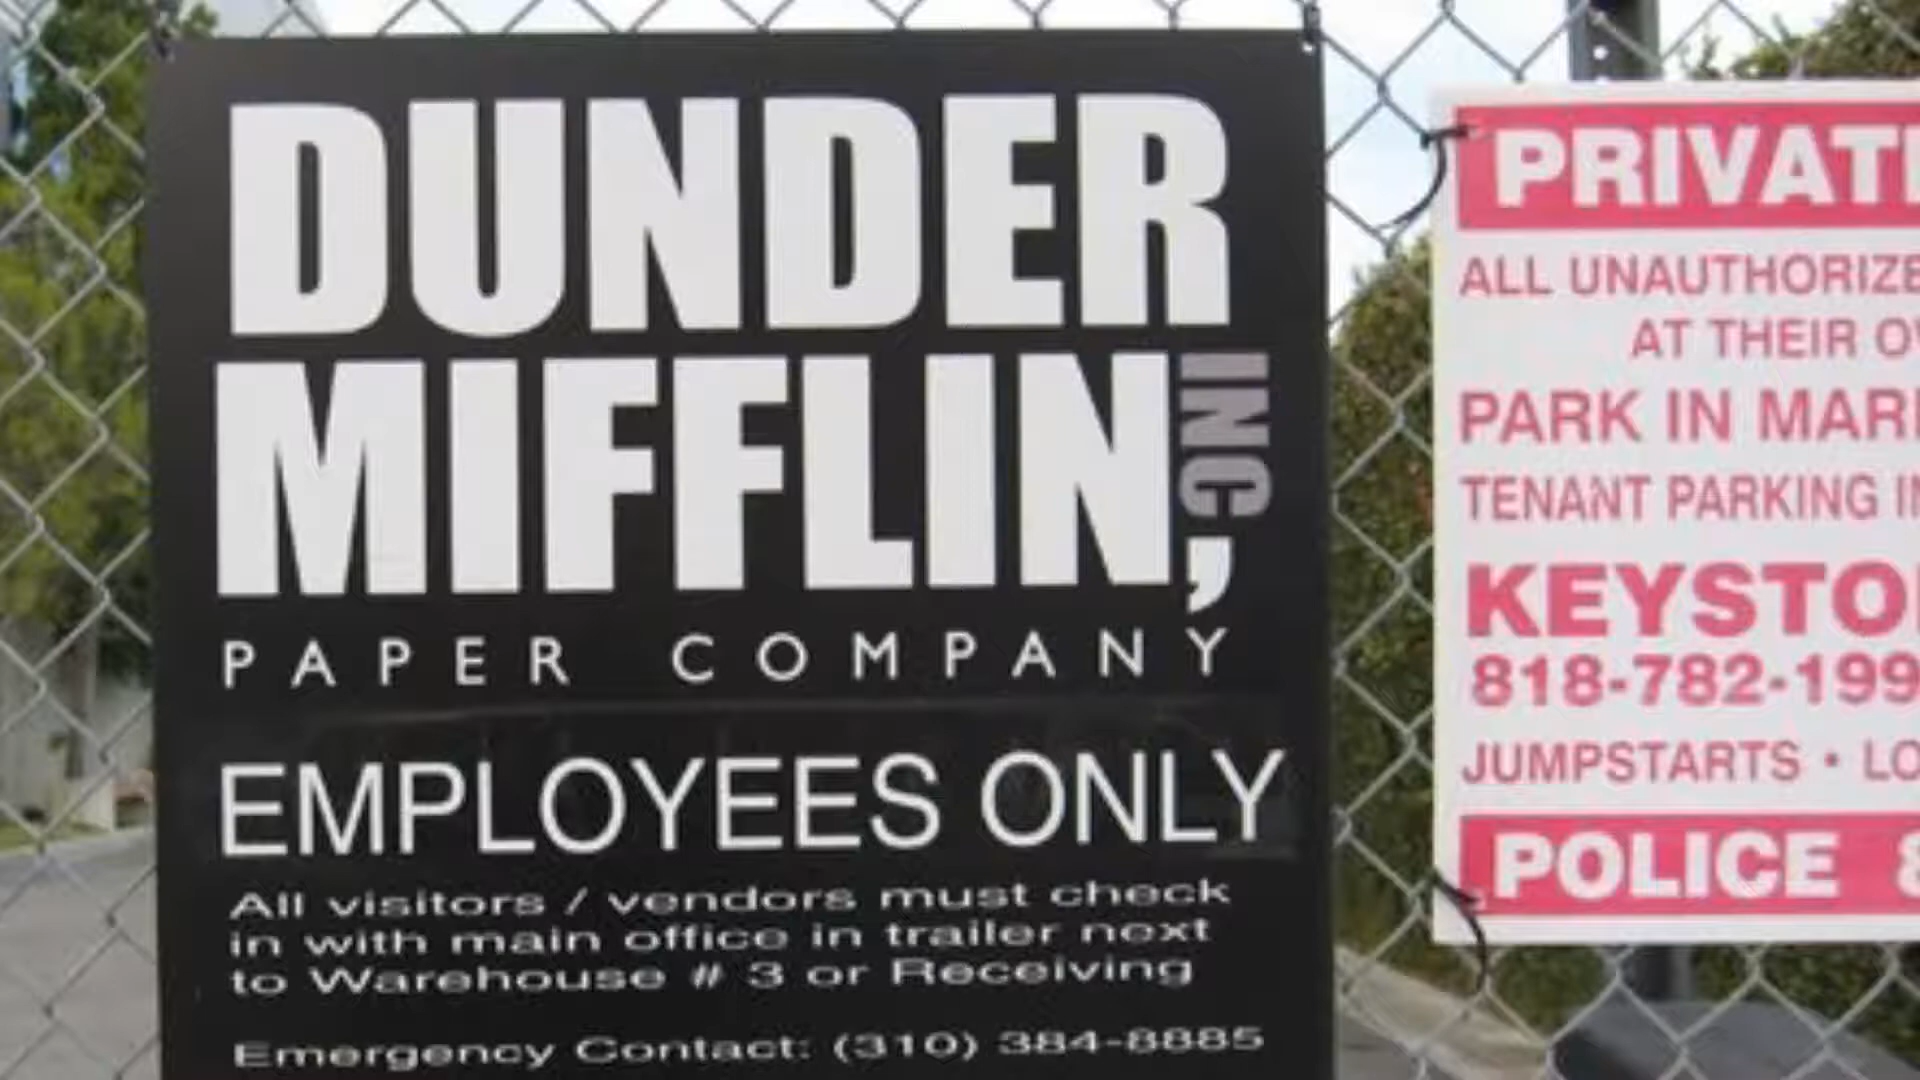 DUNDER
MIFFLIN,
INC
PAPER COMPANY
EMPLOYEES ONLY
All visitors / vendors must check
in with main office in trailer next
to Warehouse # 3 or Receiving
Emergency Contact: (310) 384-8885
PRIVAT
ALL UNAUTHORIZE
AT THEIR
PARK IN MAR
TENANT PARKING IN
KEYSTO
818-782-199
JUMPSTARTS • LO
POLICE &